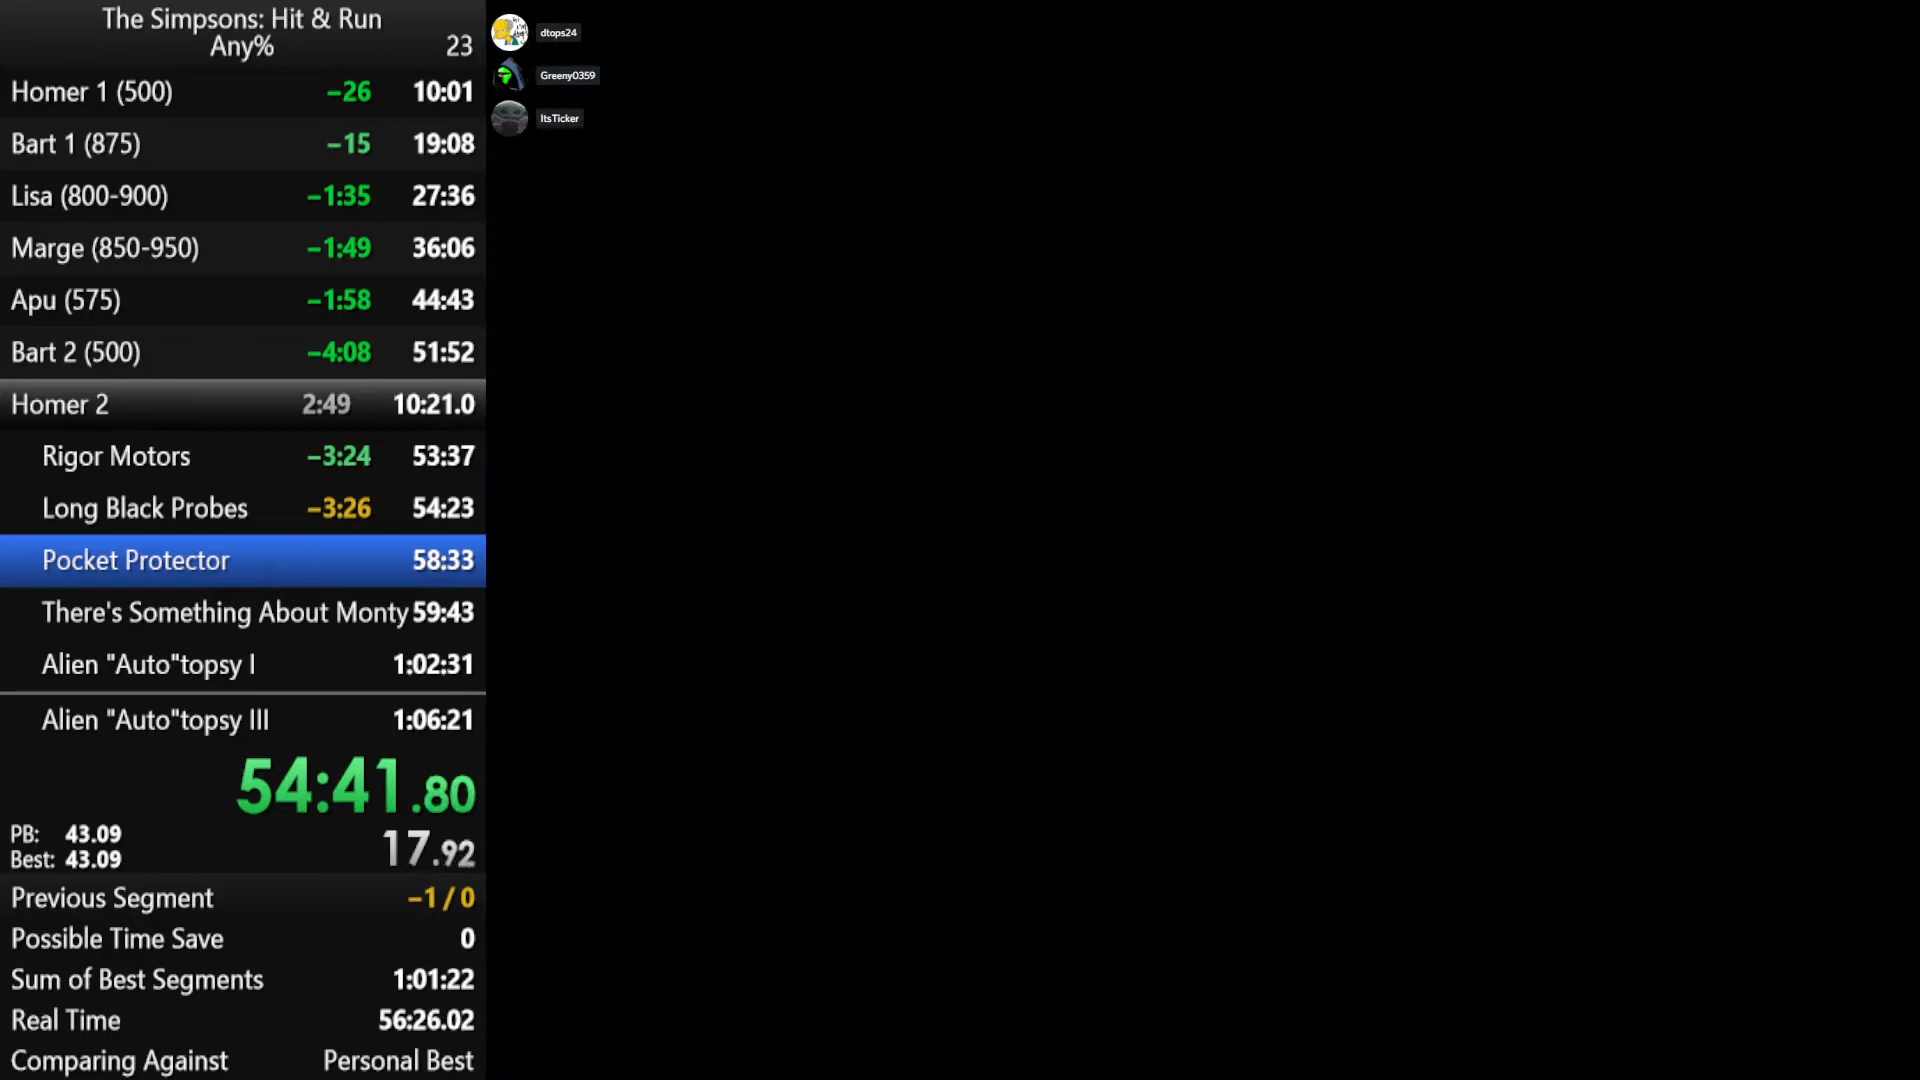 The Simpsons: Hit & Run
Any% 23
Homer 1 (500) −26 10:01
Bart 1 (875) −15 19:08
Lisa (800-900) −1:35 27:36
Marge (850-950) −1:49 36:06
Apu (575) −1:58 44:43
Bart 2 (500) −4:08 51:52
Homer 2 2:49 10:21.0
Rigor Motors −3:24 53:37
Long Black Probes −3:26 54:23
Pocket Protector 58:33
There's Something About Monty 59:43
Alien "Auto"topsy I 1:02:31
Alien "Auto"topsy III 1:06:21
54:41.80
PB: 43.09
Best: 43.09
17.92
Previous Segment −1 / 0
Possible Time Save 0
Sum of Best Segments 1:01:22
Real Time 56:26.02
Comparing Against Personal Best
dtops24
Greeny0359
ItsTicker